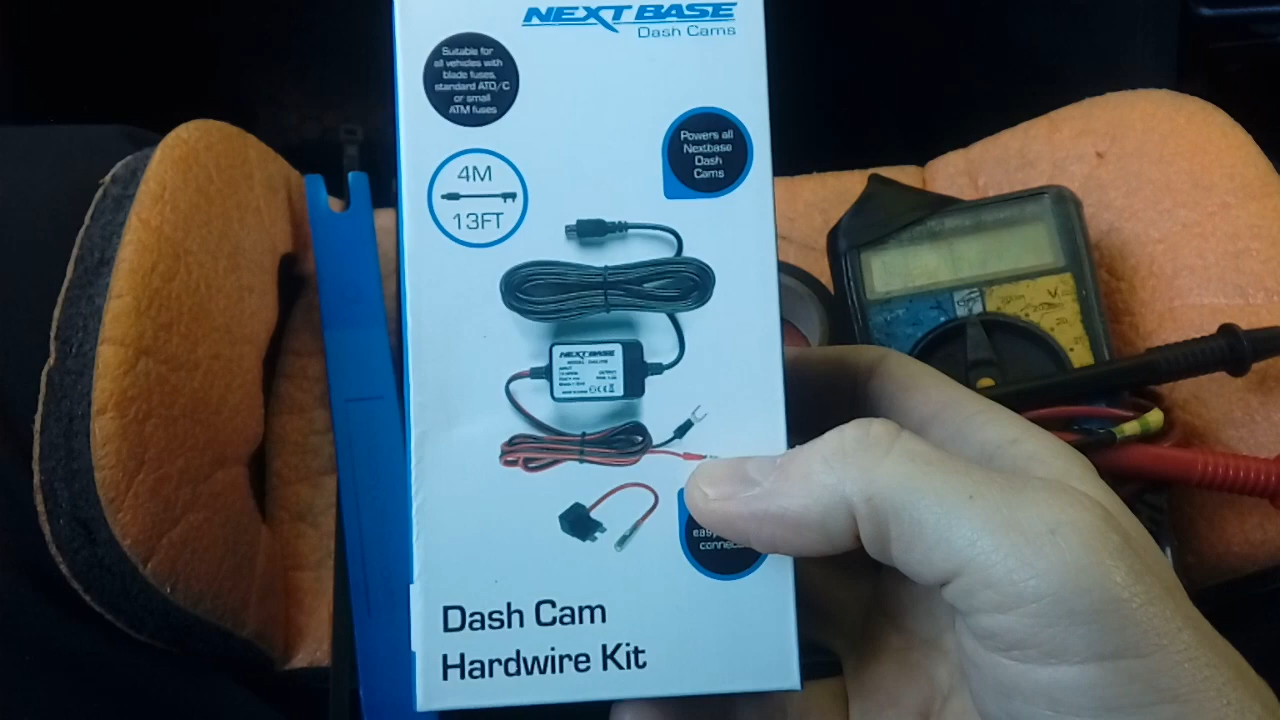 NEXTBASE
Dash Cams
Suitable for
all vehicles with
blade fuses,
standard ATO/C
or small
ATM fuses
Powers all
Nextbase
Dash
Cams
4M
13FT
NEXTBASE
easy
Dash Cam
Hardwire Kit